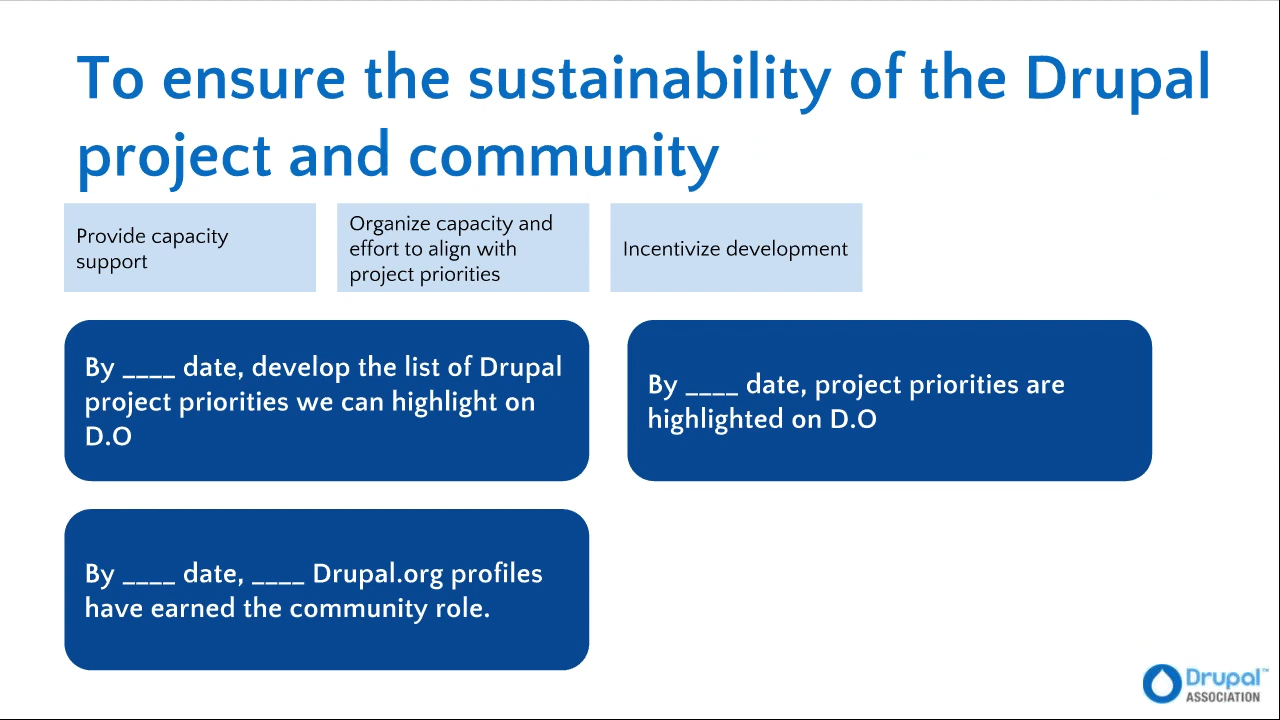 To ensure the sustainability of the Drupal
project and community
Provide capacity
support
Organize capacity and
effort to align with
project priorities
Incentivize development
By ____ date, develop the list of Drupal
project priorities we can highlight on
D.O
By ____ date, project priorities are
highlighted on D.O
By ____ date, ____ Drupal.org profiles
have earned the community role.
Drupal™
ASSOCIATION